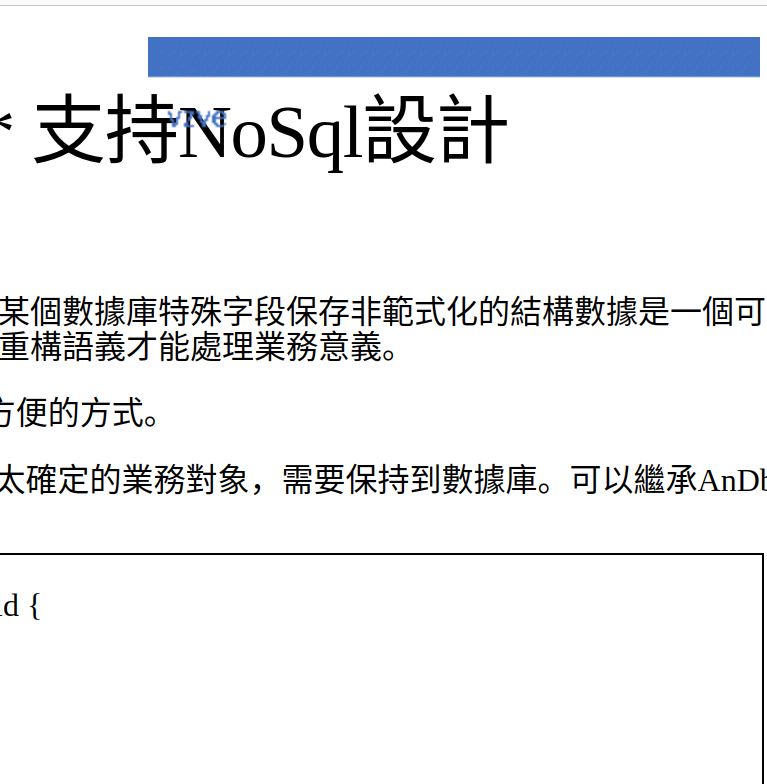 * 支持NoSql設計
vzve
某個數據庫特殊字段保存非範式化的結構數據是一個可
重構語義才能處理業務意義。
方便的方式。
太確定的業務對象，需要保持到數據庫。可以繼承AnDb
ld {